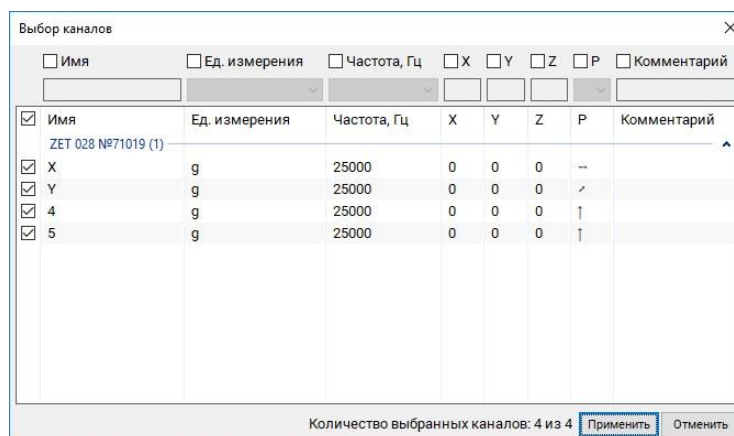 Выбор каналов
Имя Ед. измерения Частота, Гц X Y Z P Комментарий
Имя Ед. измерения Частота, Гц X Y Z P Комментарий
ZET 028 №71019 (1)
X g 25000 0 0 0
Y g 25000 0 0 0
4 g 25000 0 0 0
5 g 25000 0 0 0
Количество выбранных каналов: 4 из 4 Применить Отменить